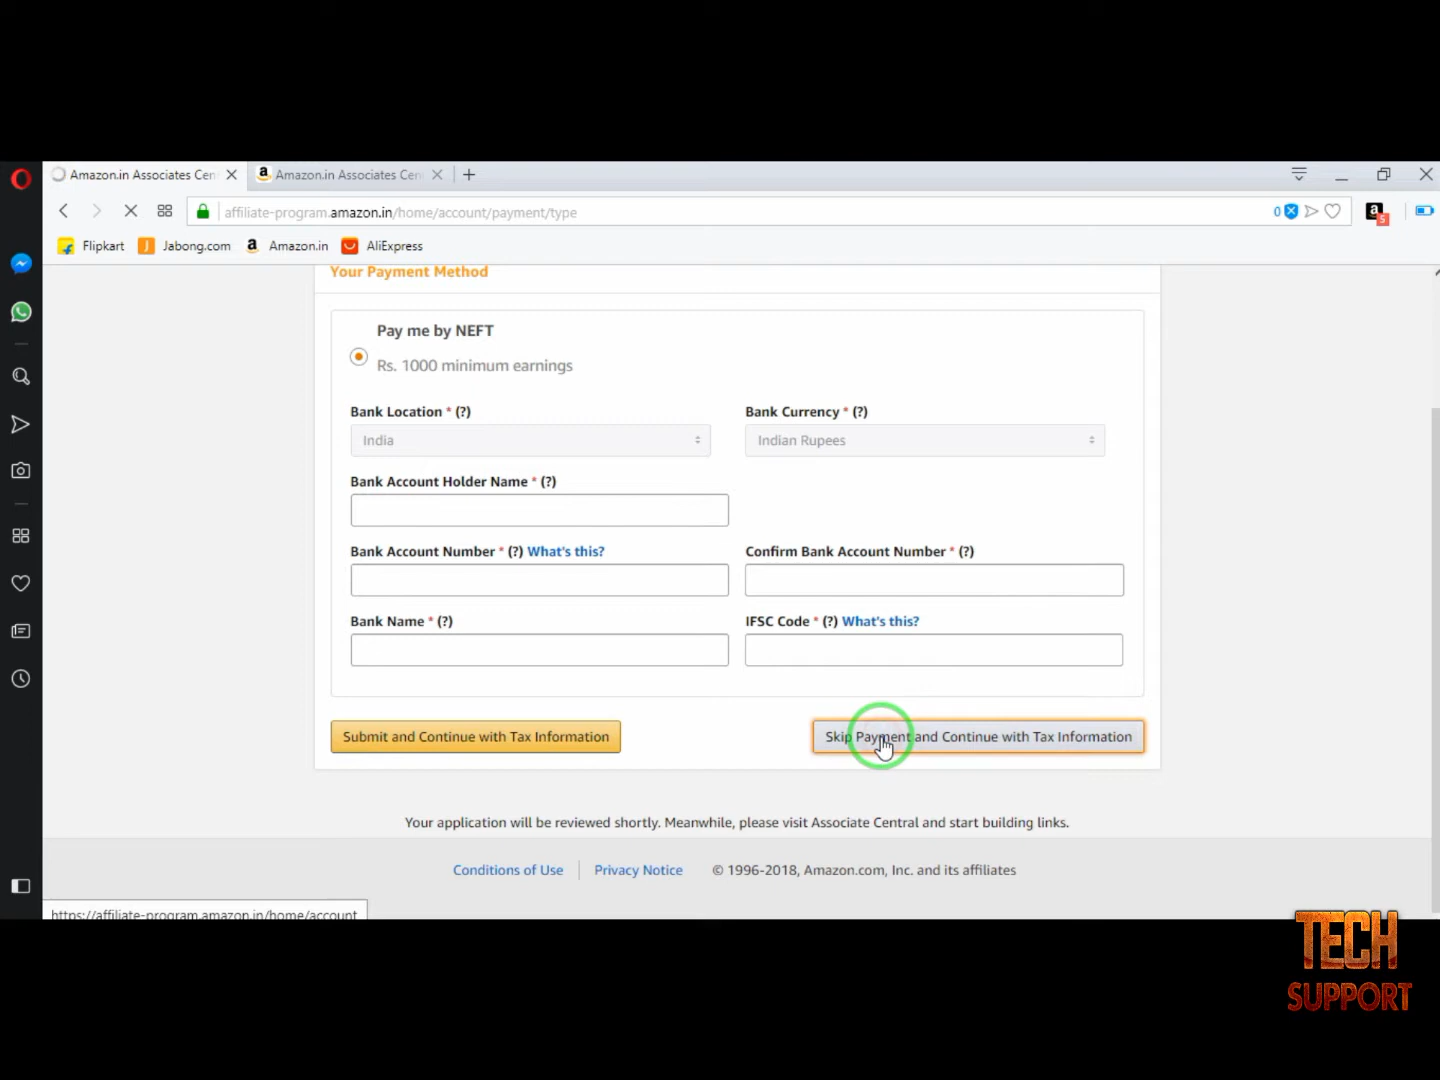 Amazon.in Associates Cen
Amazon.in Associates Cen
affiliate-program.amazon.in/home/account/payment/type
0
Flipkart Jabong.com Amazon.in AliExpress
Your Payment Method
Pay me by NEFT
Rs. 1000 minimum earnings
Bank Location * (?) Bank Currency * (?)
India Indian Rupees
Bank Account Holder Name * (?)
Bank Account Number * (?) What's this? Confirm Bank Account Number * (?)
Bank Name * (?) IFSC Code * (?) What's this?
Submit and Continue with Tax Information Skip Payment and Continue with Tax Information
Your application will be reviewed shortly. Meanwhile, please visit Associate Central and start building links.
Conditions of Use Privacy Notice © 1996-2018, Amazon.com, Inc. and its affiliates
https://affiliate-program.amazon.in/home/account
TECH
SUPPORT